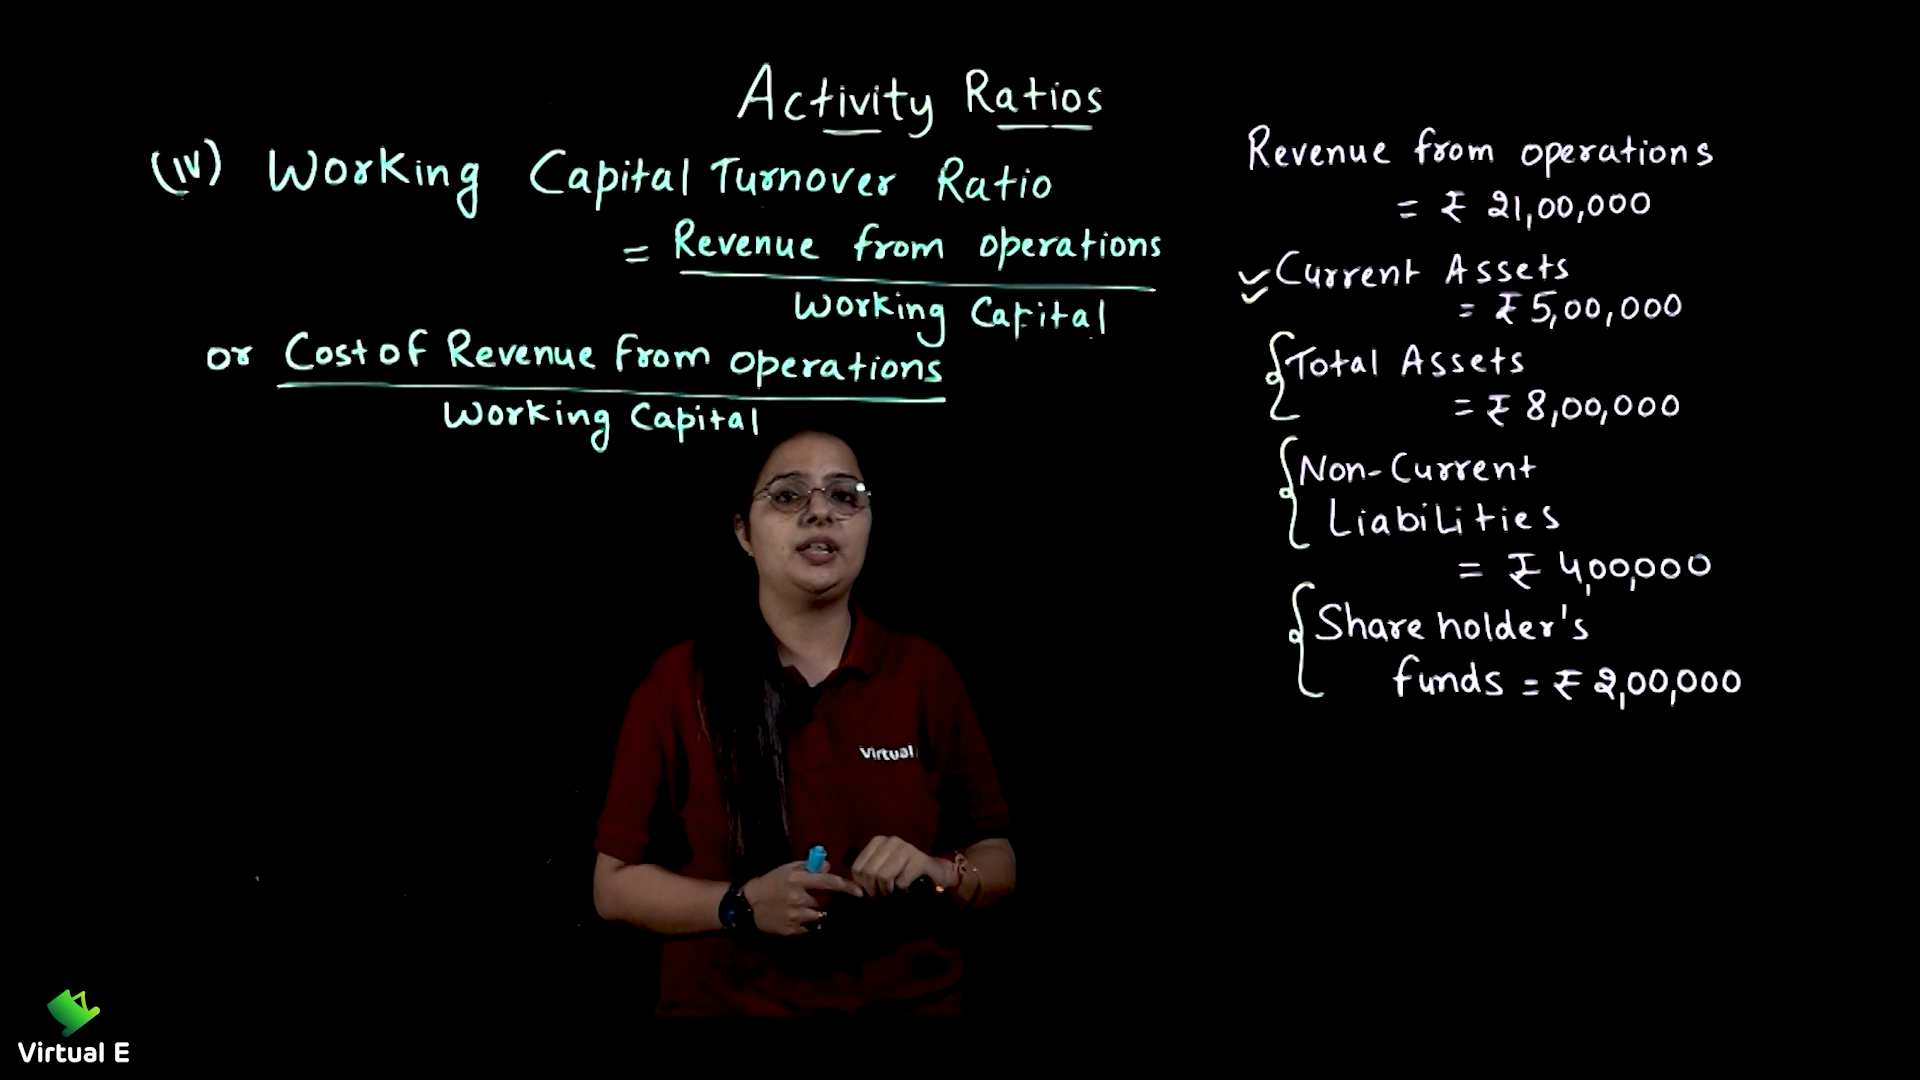 Activity Ratios
(iv) Working Capital Turnover Ratio
= Revenue from operations
Working Capital
or Cost of Revenue from operations
Working Capital
Revenue from operations
= ₹ 21,00,000
Current Assets
= ₹ 5,00,000
Total Assets
= ₹ 8,00,000
Non-Current
Liabilities
= ₹ 4,00,000
Share holder's
funds = ₹ 2,00,000
Virtual
Virtual E